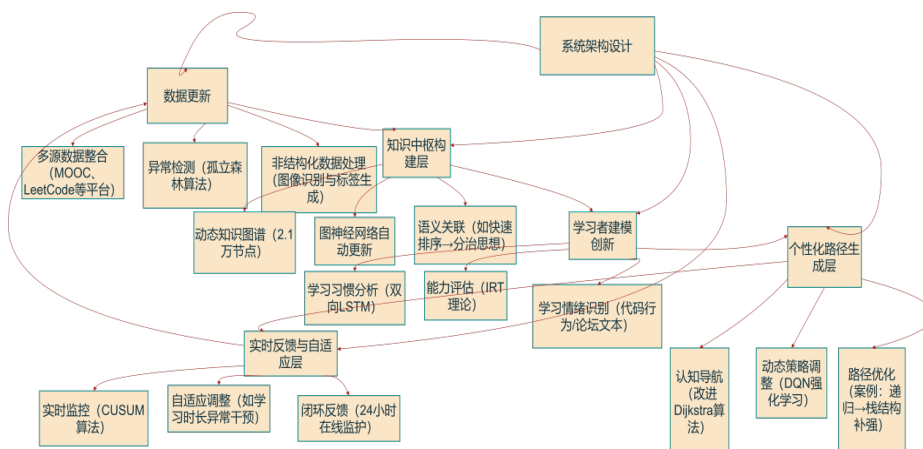 系统架构设计
数据更新
多源数据整合
（MOOC、
LeetCode等平台）
异常检测（孤立森
林算法）
非结构化数据处理
（图像识别与标签生
成）
知识中枢构
建层
动态知识图谱（2.1
万节点）
图神经网络自
动更新
语义关联（如快速
排序→分治思想）
学习者建模
创新
个性化路径生
成层
学习习惯分析（双
向LSTM）
能力评估（IRT
理论）
学习情绪识别（代码行
为/论坛文本）
实时反馈与自适
应层
实时监控（CUSUM
算法）
自适应调整（如学
习时长异常干预）
闭环反馈（24小时
在线监护）
认知导航
（改进
Dijkstra算
法）
动态策略调
整（DQN强
化学习）
路径优化
（案例：递
归→栈结构
补强）